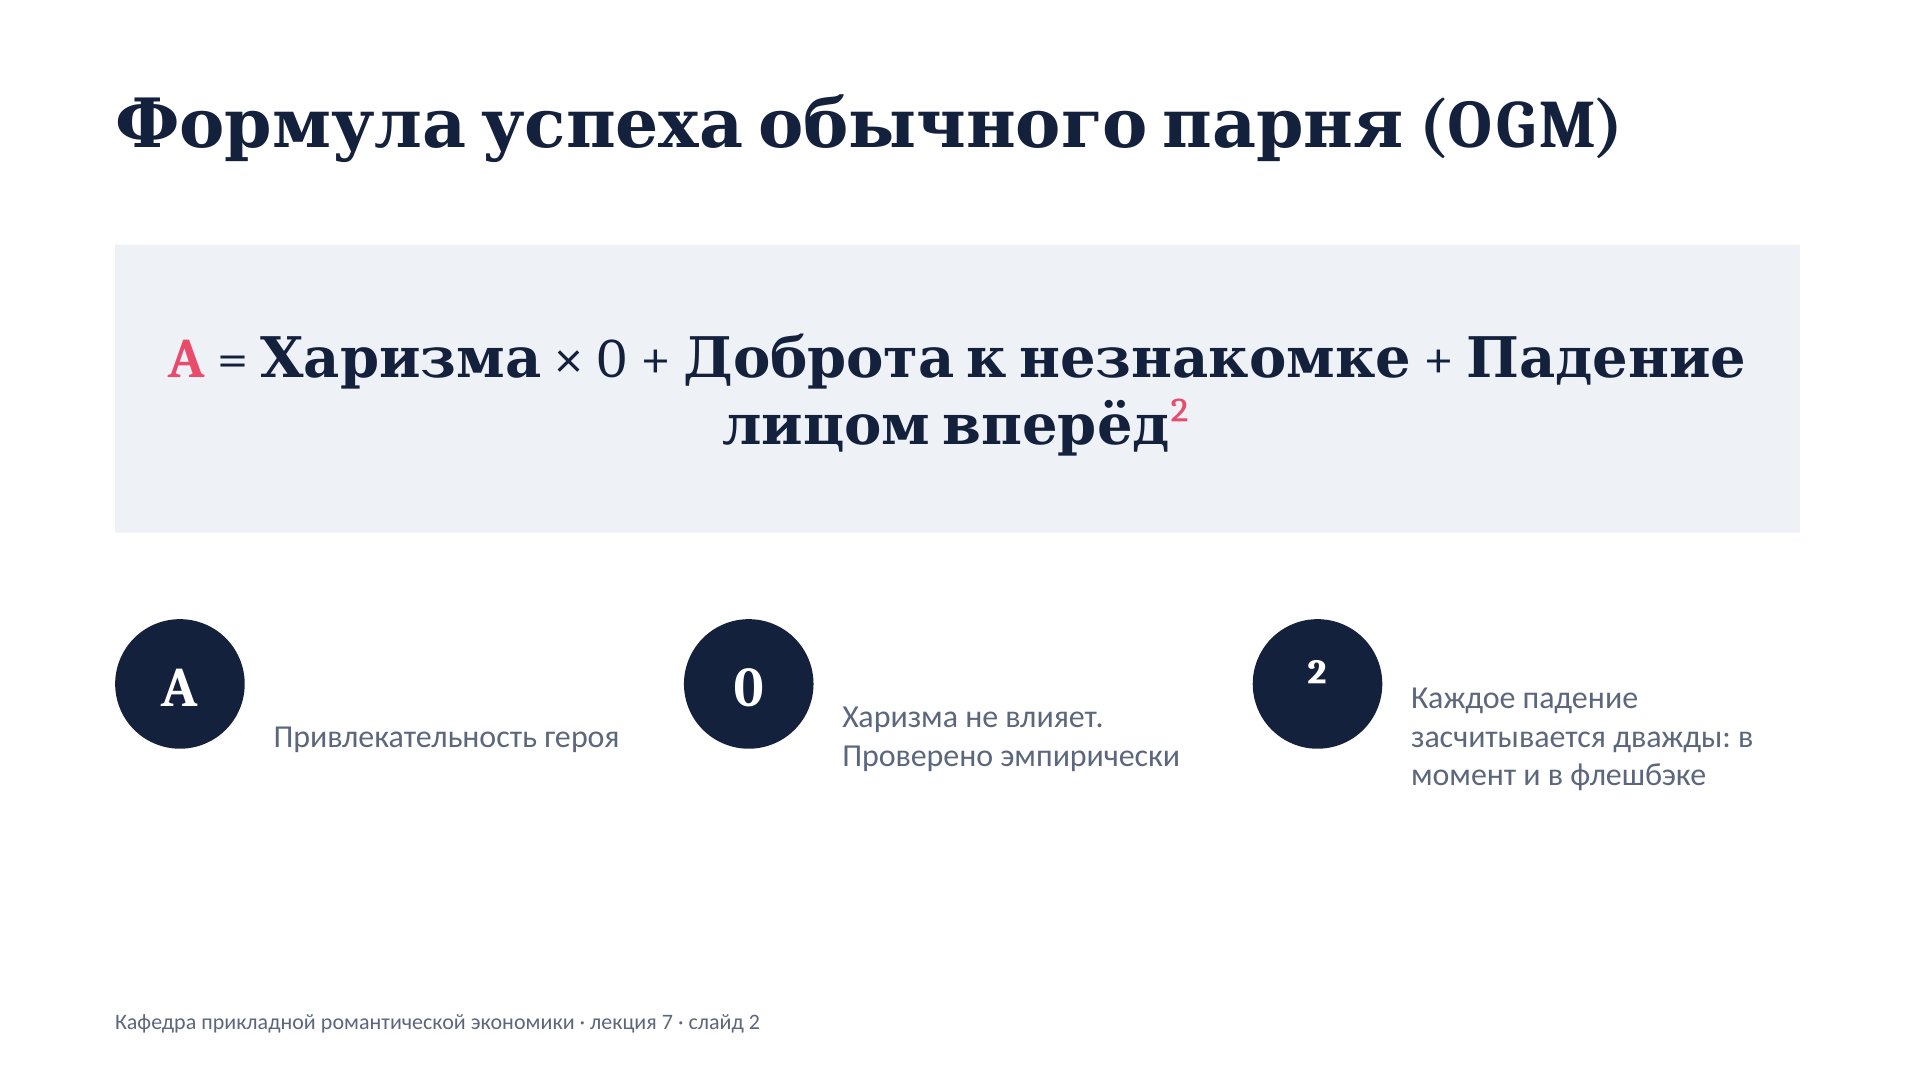 Формула успеха обычного парня (OGM)
A = Харизма × 0 + Доброта к незнакомке + Падение
лицом вперёд²
A
Привлекательность героя
0
Харизма не влияет.
Проверено эмпирически
²
Каждое падение
засчитывается дважды: в
момент и в флешбэке
Кафедра прикладной романтической экономики · лекция 7 · слайд 2